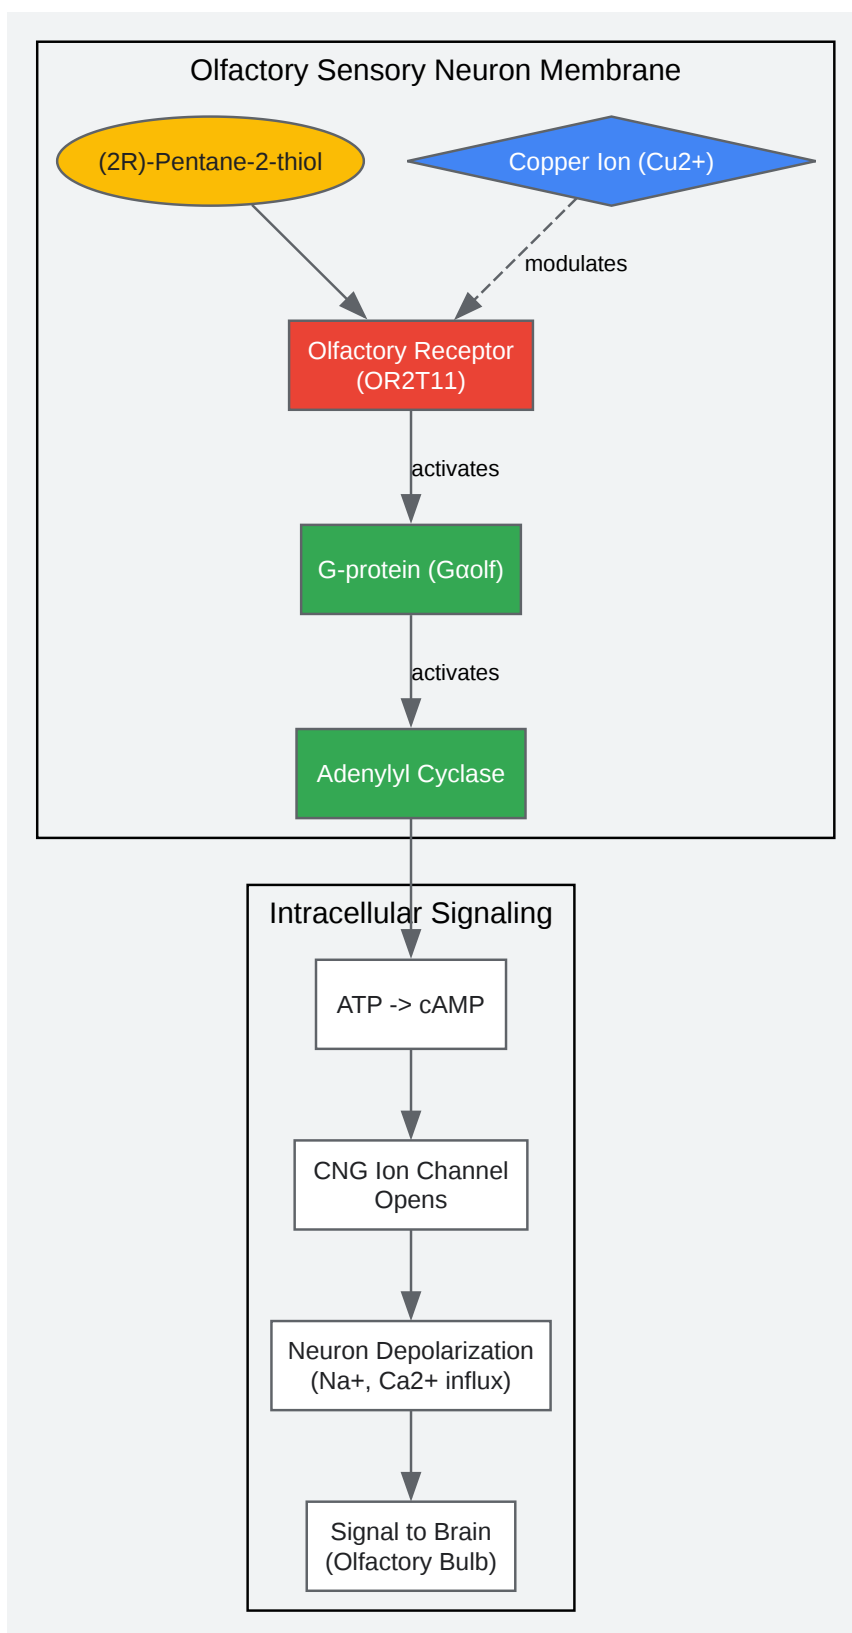 Olfactory Sensory Neuron Membrane
(2R)-Pentane-2-thiol
Copper Ion (Cu2+)
modulates
Olfactory Receptor
(OR2T11)
activates
G-protein (Gαolf)
activates
Adenylyl Cyclase
Intracellular Signaling
ATP -> cAMP
CNG Ion Channel
Opens
Neuron Depolarization
(Na+, Ca2+ influx)
Signal to Brain
(Olfactory Bulb)